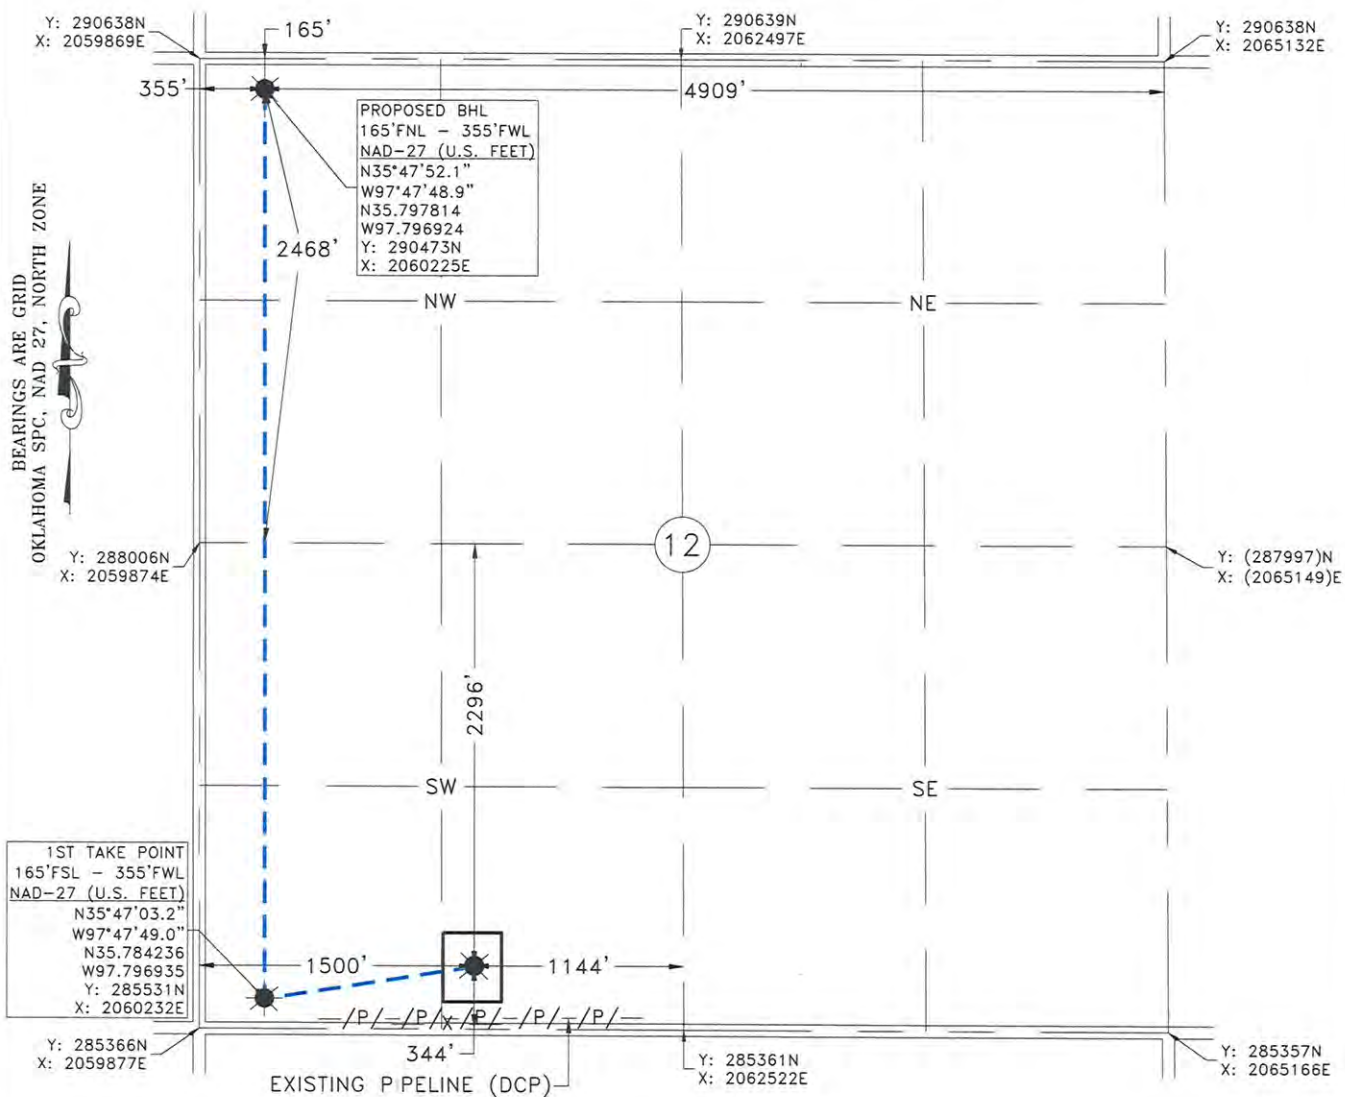 Y: 290638N
X: 2059869E
165'
Y: 290639N
X: 2062497E
Y: 290638N
X: 2065132E
355'
4909'
PROPOSED BHL
165'FNL - 355'FWL
NAD-27 (U.S. FEET)
N35°47'52.1"
W97°47'48.9"
N35.797814
W97.796924
Y: 290473N
X: 2060225E
2468'
BEARINGS ARE GRID
OKLAHOMA SPC, NAD 27, NORTH ZONE
NW
NE
Y: 288006N
X: 2059874E
12
Y: (287997)N
X: (2065149)E
2296'
SW
SE
1ST TAKE POINT
165'FSL - 355'FWL
NAD-27 (U.S. FEET)
N35°47'03.2"
W97°47'49.0"
N35.784236
W97.796935
Y: 285531N
X: 2060232E
1500'
1144'
/P/ /P/ /P/ /P/ /P/
X
Y: 285366N
X: 2059877E
344'
EXISTING PIPELINE (DCP)
Y: 285361N
X: 2062522E
Y: 285357N
X: 2065166E